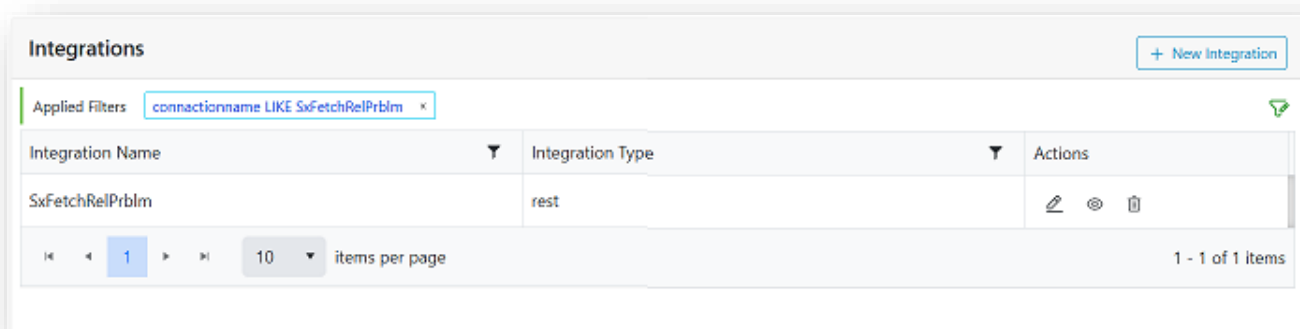 Integrations
+ New Integration
Applied Filters connactionname LIKE SxFetchRelPrblm ×
Integration Name Integration Type Actions
SxFetchRelPrblm rest
1 10 items per page 1 - 1 of 1 items